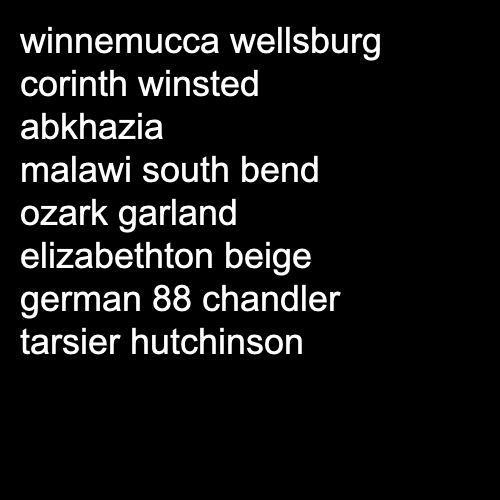 winnemucca wellsburg
corinth winsted
abkhazia
malawi south bend
ozark garland
elizabethton beige
german 88 chandler
tarsier hutchinson